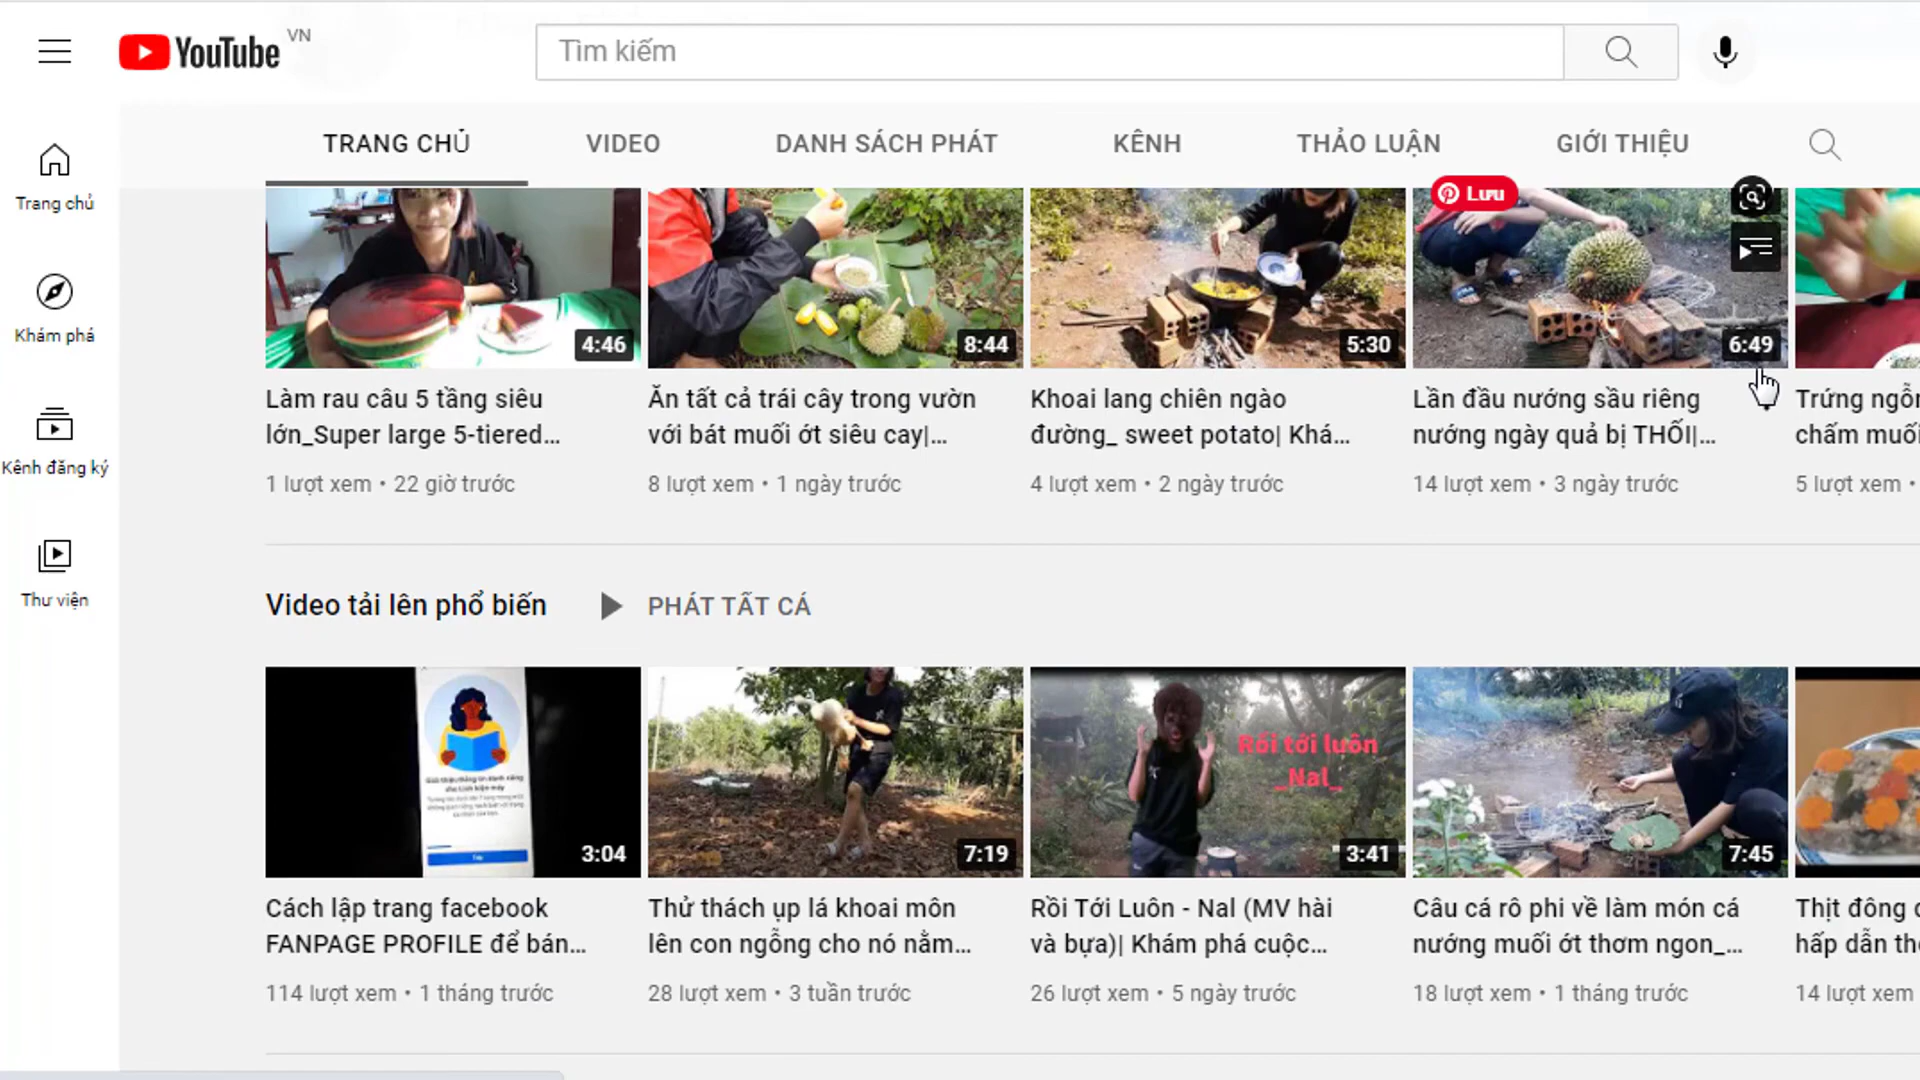 YouTube VN
Tìm kiếm
TRANG CHỦ
VIDEO
DANH SÁCH PHÁT
KÊNH
THẢO LUẬN
GIỚI THIỆU
Trang chủ
Khám phá
Kênh đăng ký
Thư viện
Lưu
4:46
8:44
5:30
6:49
Làm rau câu 5 tầng siêu
lớn_Super large 5-tiered...
1 lượt xem • 22 giờ trước
Ăn tất cả trái cây trong vườn
với bát muối ớt siêu cay|...
8 lượt xem • 1 ngày trước
Khoai lang chiên ngào
đường_ sweet potato| Khá...
4 lượt xem • 2 ngày trước
Lần đầu nướng sầu riêng
nướng ngày quả bị THỐI|...
14 lượt xem • 3 ngày trước
Trứng ngỗn
chấm muối
5 lượt xem •
Video tải lên phổ biến
PHÁT TẤT CẢ
3:04
7:19
Rồi tới luôn
_Nal_
3:41
7:45
Cách lập trang facebook
FANPAGE PROFILE để bán...
114 lượt xem • 1 tháng trước
Thử thách ụp lá khoai môn
lên con ngỗng cho nó nằm...
28 lượt xem • 3 tuần trước
Rồi Tới Luôn - Nal (MV hài
và bựa)| Khám phá cuộc...
26 lượt xem • 5 ngày trước
Câu cá rô phi về làm món cá
nướng muối ớt thơm ngon_...
18 lượt xem • 1 tháng trước
Thịt đông
hấp dẫn
14 lượt xem